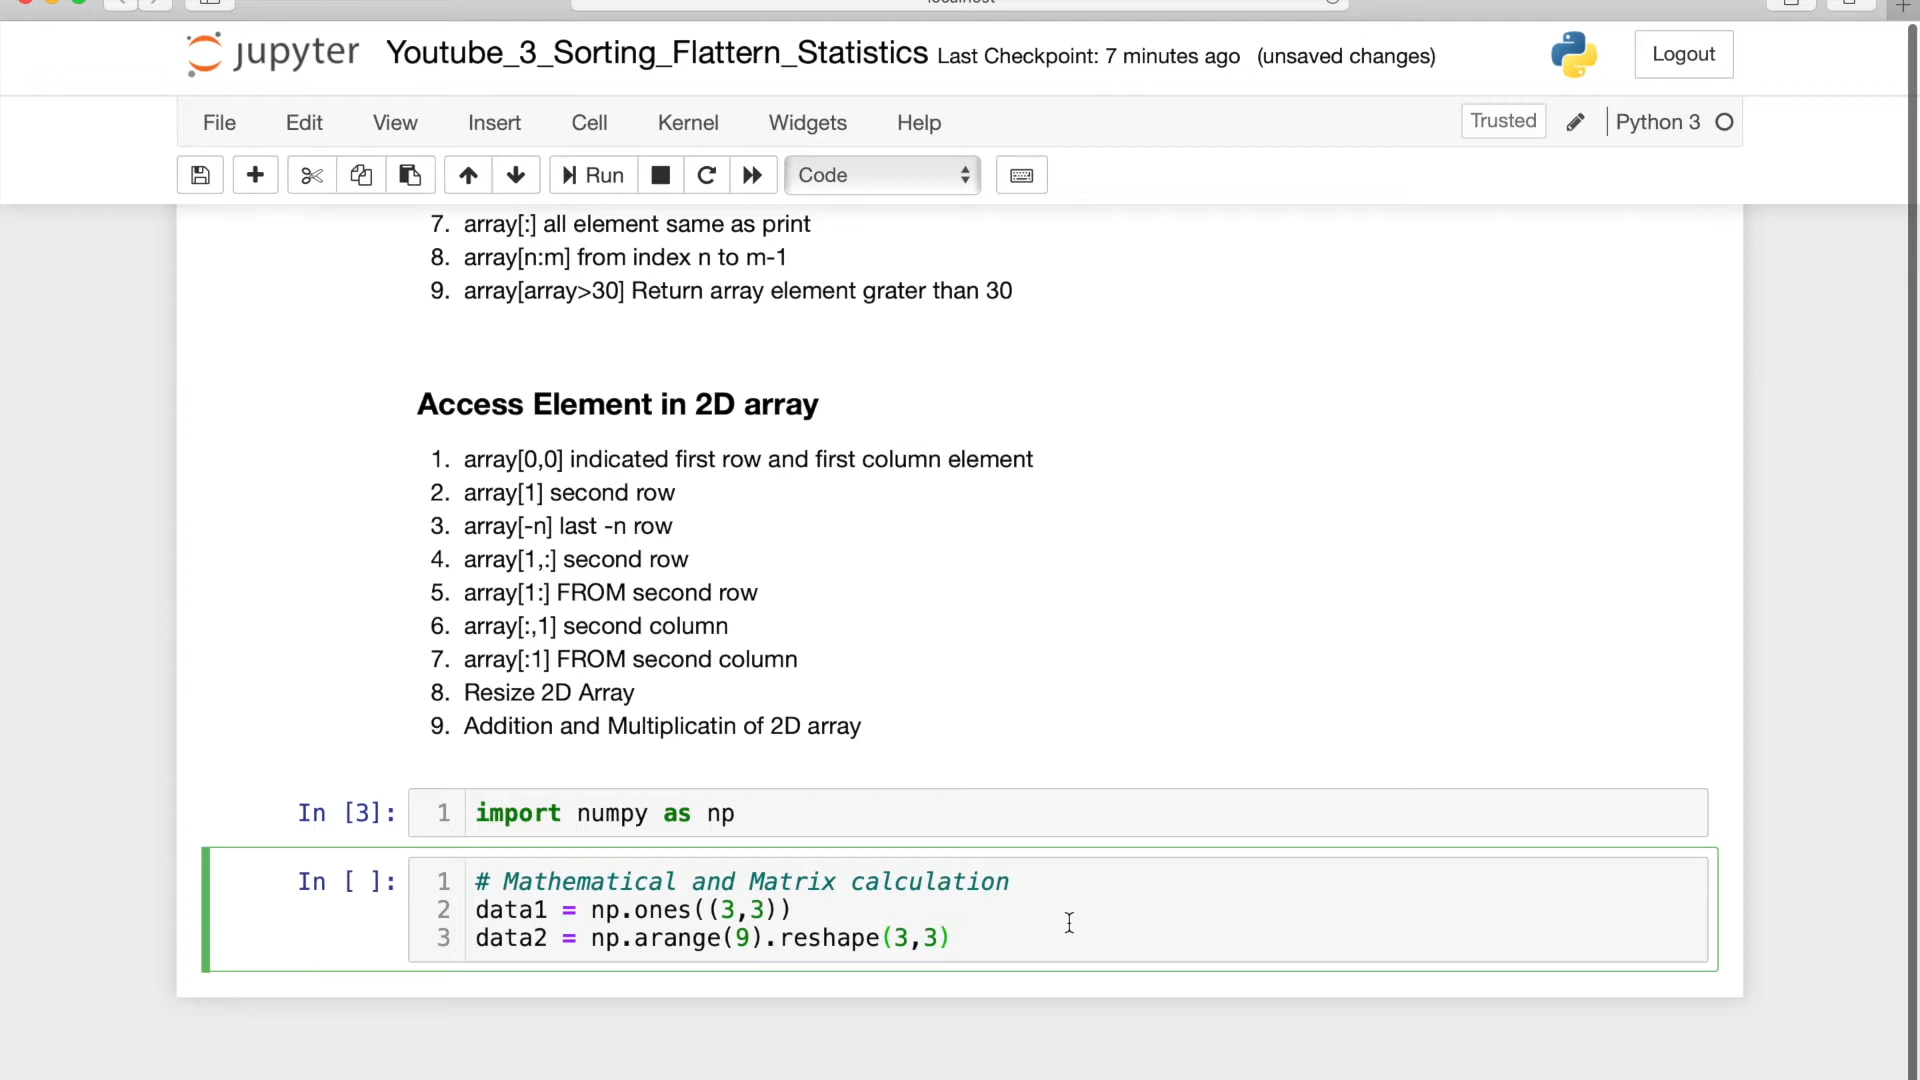 jupyter Youtube_3_Sorting_Flattern_Statistics Last Checkpoint: 7 minutes ago (unsaved changes) Logout
File Edit View Insert Cell Kernel Widgets Help Trusted Python 3 O
Run Code
7. array[:] all element same as print
8. array[n:m] from index n to m-1
9. array[array>30] Return array element grater than 30
Access Element in 2D array
1. array[0,0] indicated first row and first column element
2. array[1] second row
3. array[-n] last -n row
4. array[1,:] second row
5. array[1:] FROM second row
6. array[:,1] second column
7. array[:1] FROM second column
8. Resize 2D Array
9. Addition and Multiplicatin of 2D array
In [3]: 1 import numpy as np
In [ ]: 1 # Mathematical and Matrix calculation
2 data1 = np.ones((3,3))
3 data2 = np.arange(9).reshape(3,3)